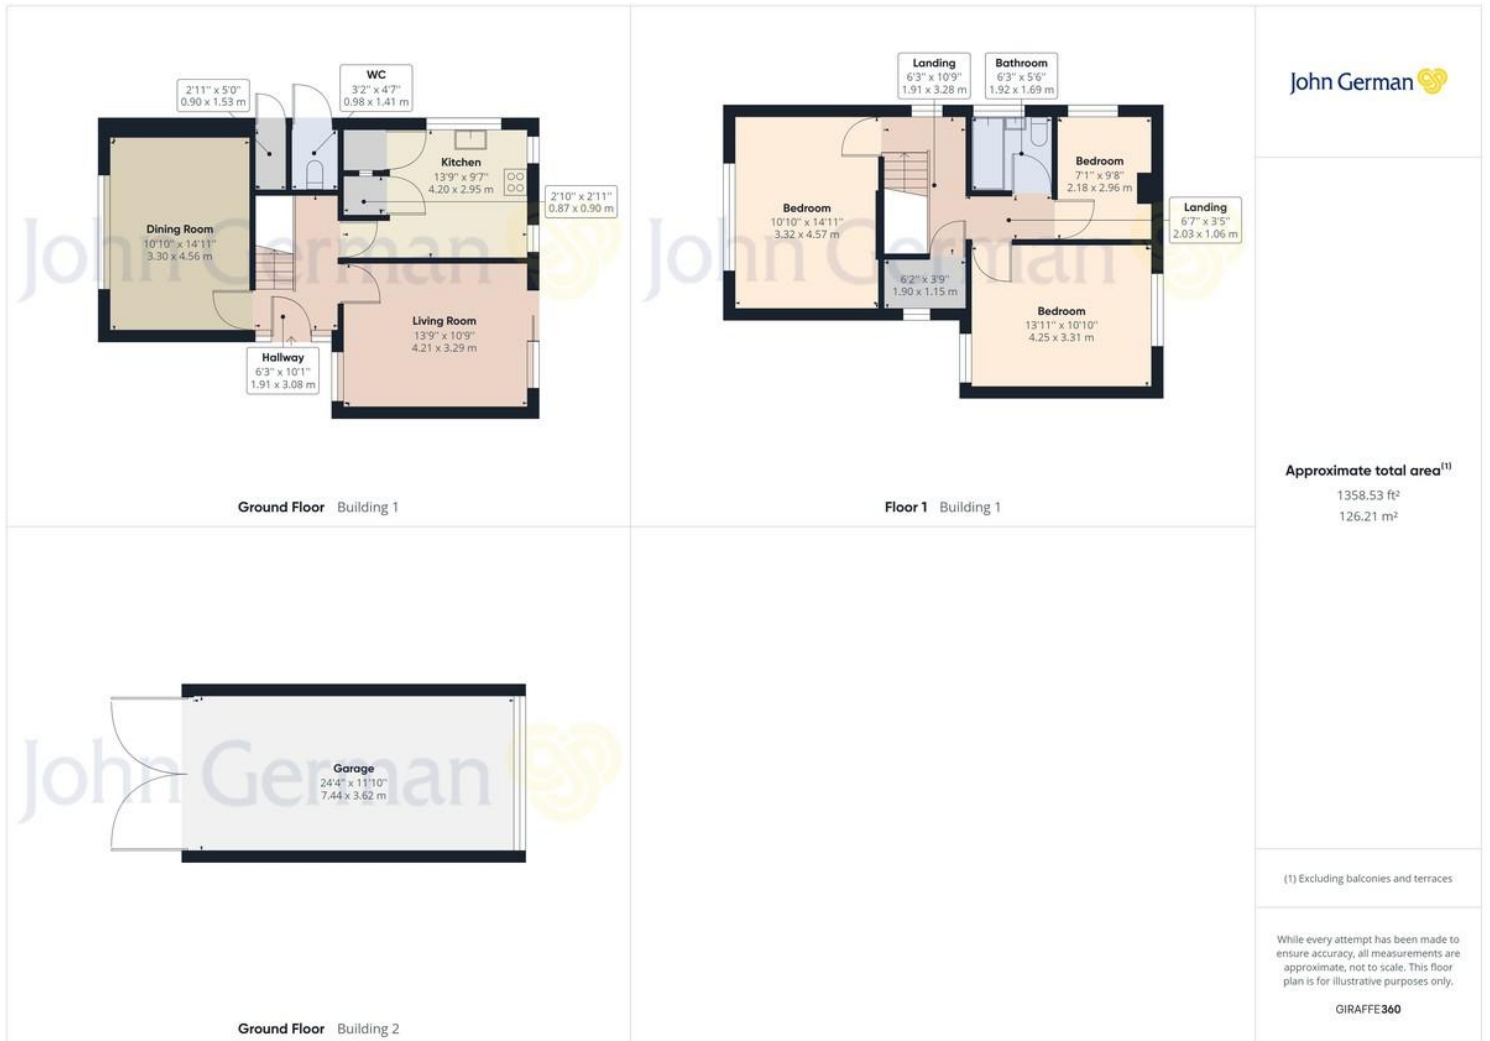 2'11" x 5'0"
0.90 x 1.53 m
WC
3'2" x 4'7"
0.98 x 1.41 m
Kitchen
13'9" x 9'7"
4.20 x 2.95 m
2'10" x 2'11"
0.87 x 0.90 m
Dining Room
10'10" x 14'11"
3.30 x 4.56 m
John German
Living Room
13'9" x 10'9"
4.21 x 3.29 m
Hallway
6'3" x 10'1"
1.91 x 3.08 m
Ground Floor Building 1
Landing
6'3" x 10'9"
1.91 x 3.28 m
Bathroom
6'3" x 5'6"
1.92 x 1.69 m
Bedroom
7'1" x 9'8"
2.18 x 2.96 m
Bedroom
10'10" x 14'11"
3.32 x 4.57 m
Landing
6'7" x 3'5"
2.03 x 1.06 m
John German
6'2" x 3'9"
1.90 x 1.15 m
Bedroom
13'11" x 10'10"
4.25 x 3.31 m
Floor 1 Building 1
John German
Garage
24'4" x 11'10"
7.44 x 3.62 m
Ground Floor Building 2
John German
Approximate total area(1)
1358.53 ft²
126.21 m²
(1) Excluding balconies and terraces
While every attempt has been made to
ensure accuracy, all measurements are
approximate, not to scale. This floor
plan is for illustrative purposes only.
GIRAFFE360